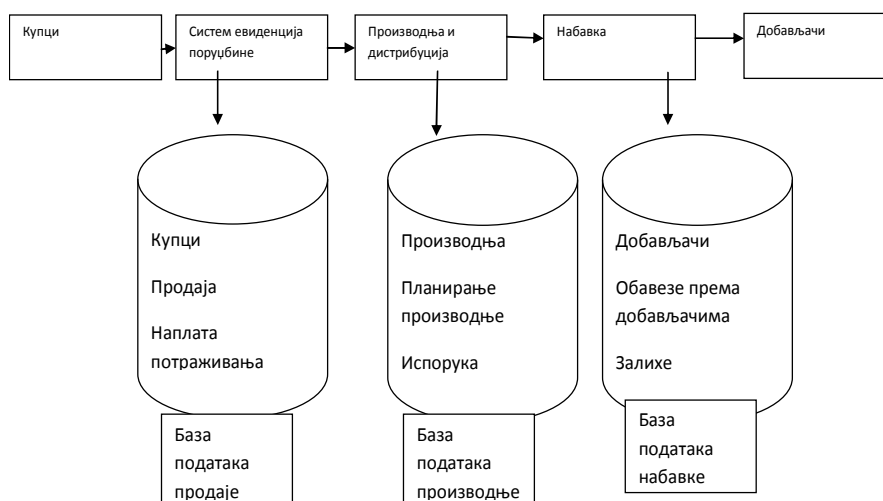 Купци
Систем евиденција
поруџбине
Производња и
дистрибуција
Набавка
Добављачи
Купци
Продаја
Наплата
потраживања
Производња
Планирање
производње
Испорука
Добављачи
Обавезе према
добављачима
Залихе
База
података
продаје
База
података
производње
База
података
набавке